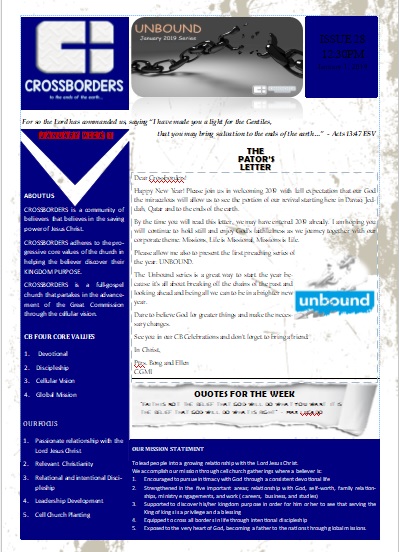 CROSSBORDERS
to the ends of the earth...
UNBOUND
January 2019 Series
ISSUE
For so the Lord has commanded us, saying "I have made you a light for the Gentiles,
that you may bring salvation to the ends of the earth..." - Acts 13:47 ESV
JANUARY WEEK 1
ABOUT US
CROSSBORDERS is a community of
believers that believes in the saving
power of Jesus Christ.
CROSSBORDERS adheres to the pro-
gressive core values of the church in
helping the believer discover their
KINGDOM PURPOSE.
CROSSBORDERS is a full-gospel
church that partakes in the advance-
ment of the Great Commission
through the cellular vision.
CB FOUR CORE VALUES
1. Devotional
2. Discipleship
3. Cellular Vision
4. Global Mission
OUR FOCUS
1. Passionate relationship with the
Lord Jesus Christ
2. Relevant Christianity
3. Relational and intentional Disci-
pleship
4. Leadership Development
5. Cell Church Planting
THE
PATOR'S
LETTER
Dear Crossborders!
Happy New Year! Please join us in welcoming 2019 with full expectation that our God
the miraculous will allow us to see the portion of our revival starting here in Davao, Jed-
dah, Qatar and to the ends of the earth.
By the time you will read this letter, we may have entered 2019 already. I am hoping you
will continue to hold still and enjoy God's faithfulness as we journey together with our
corporate theme. Missions, Life is Missional, Missions is Life.
Please allow me also to present the first preaching series of
the year: UNBOUND.
The Unbound series is a great way to start the year be-
cause it's all about breaking off the chains of the past and
looking ahead and being all we can to be in a brighter new
year.
Dare to believe God for greater things and make the neces-
sary changes.
See you in our CB Celebrations and don't forget to bring a friend!
In Christ,
Ptrs. Bong and Ellen
CGMI
unbound
QUOTES FOR THE WEEK
"FAITH IS NOT THE BELIEF THAT GOD WILL DO WHAT YOU WANT. IT IS
THE BELIEF THAT GOD WILL DO WHAT IS RIGHT" - MAX LUCADO
OUR MISSION STATEMENT
To lead people into a growing relationship with the Lord Jesus Christ.
We accomplish our mission through cell church gatherings where a believer is:
1. Encouraged to pursue intimacy with God through a consistent devotional life
2. Strengthened in the five important areas; relationship with God, self-worth, family relation-
ships, ministry engagements, and work ( careers, business, and studies)
3. Supported to discover his/her kingdom purpose in order for him or her to see that serving the
King of kings is a privilege and a blessing
4. Equipped to cross all borders in life through intentional discipleship
5. Exposed to the very heart of God, becoming a father to the nations through global missions.